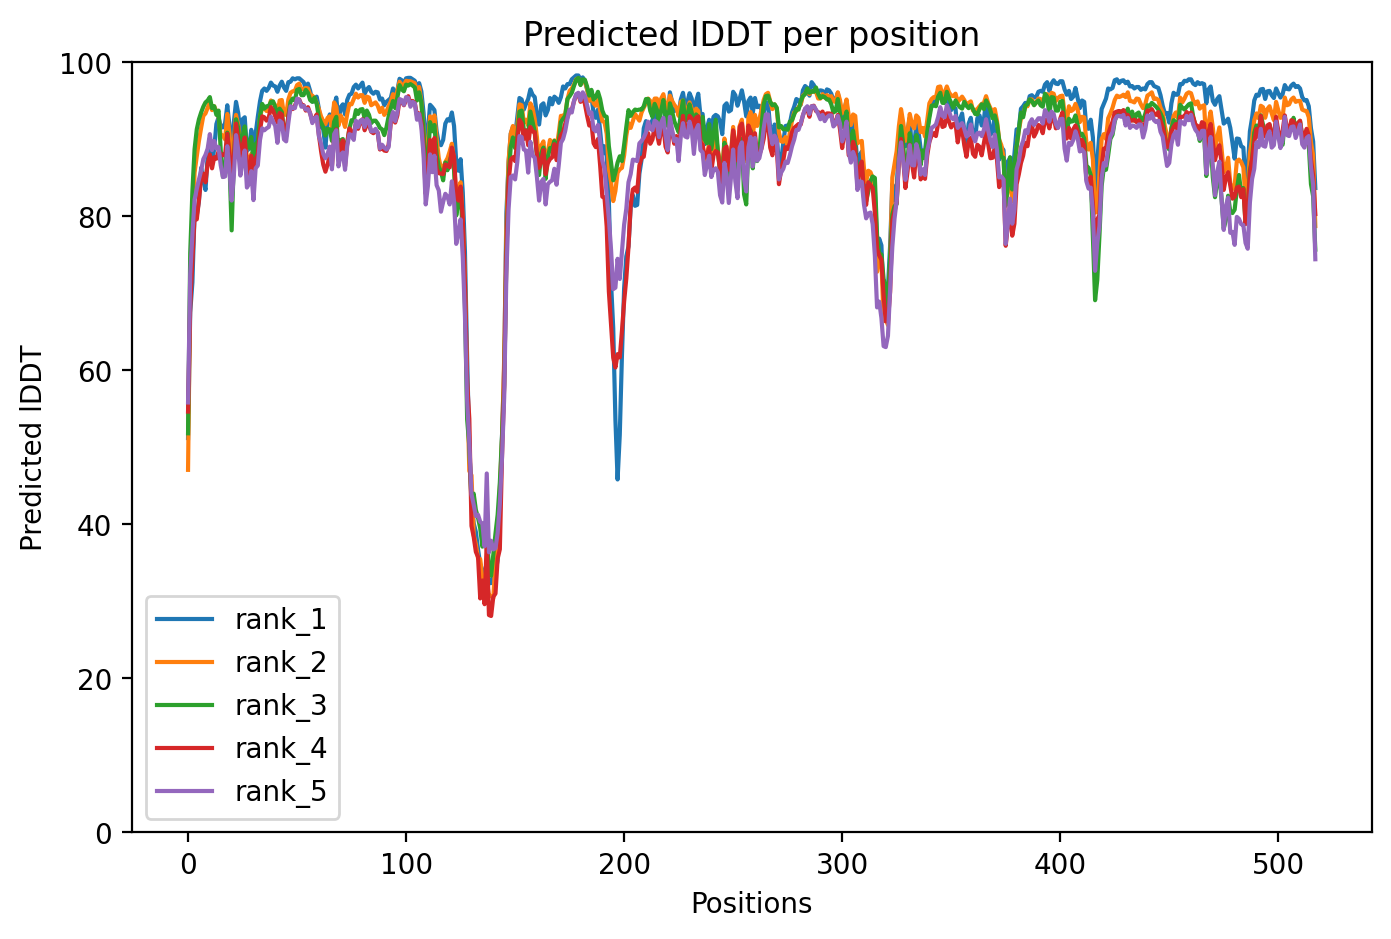 Predicted lDDT per position
100
80
60
40
20
0
Predicted lDDT
rank_1
rank_2
rank_3
rank_4
rank_5
0 100 200 300 400 500
Positions